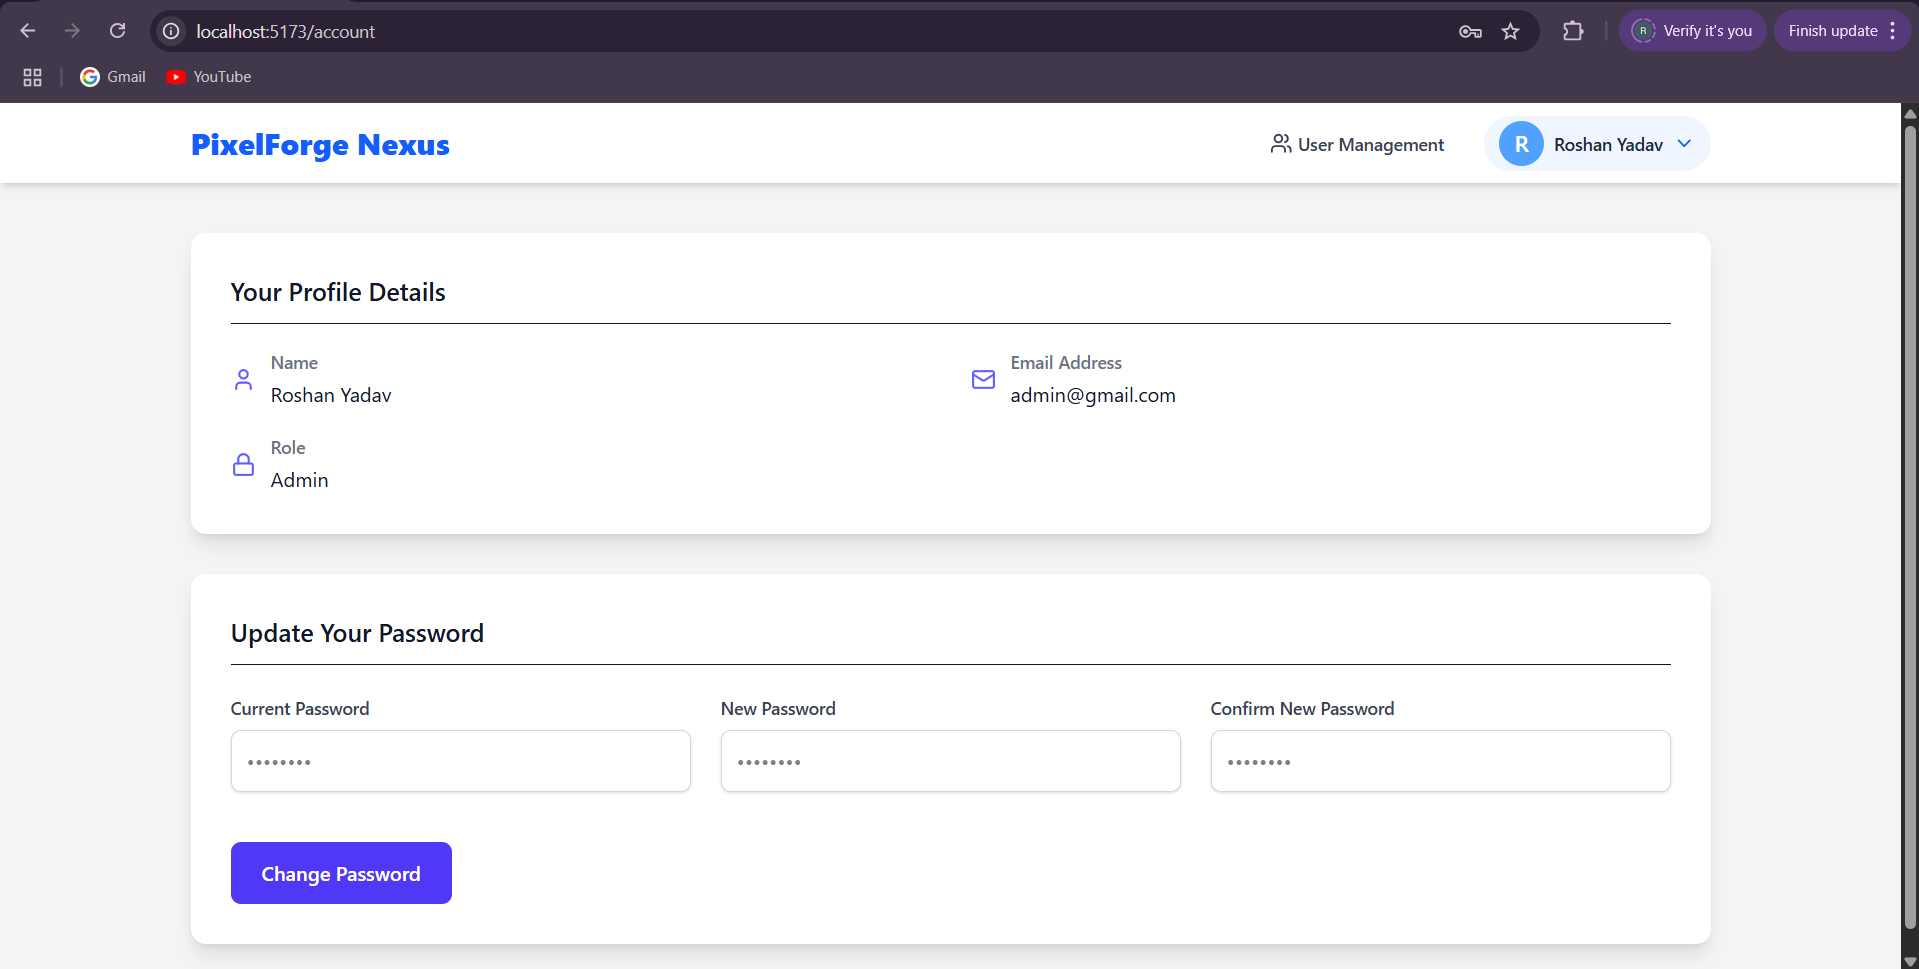 localhost:5173/account
R
Verify it's you
Finish update
Gmail
YouTube
PixelForge Nexus
User Management
R
Roshan Yadav
Your Profile Details
Name
Roshan Yadav
Email Address
admin@gmail.com
Role
Admin
Update Your Password
Current Password
New Password
Confirm New Password
••••••••
••••••••
••••••••
Change Password